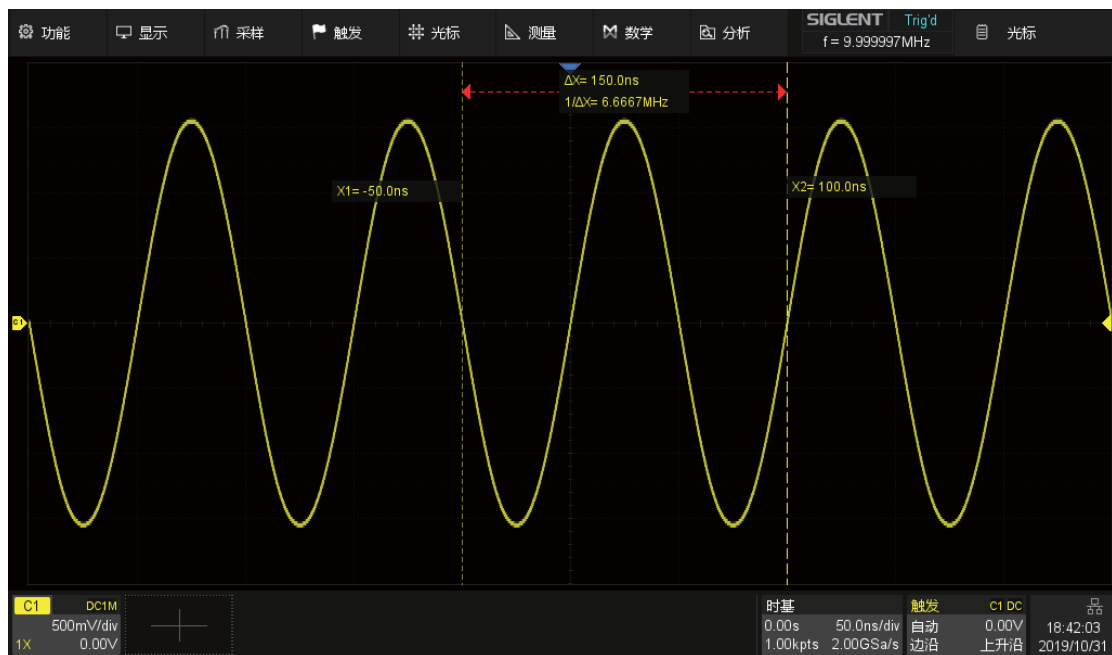 功能 显示 采样 触发 光标 测量 数学 分析
SIGLENT Trig'd
f = 9.999997MHz
光标
ΔX= 150.0ns
1/ΔX= 6.6667MHz
X1= -50.0ns
X2= 100.0ns
C1
C1 DC1M
500mV/div
1X 0.00V
时基
0.00s 50.0ns/div
1.00kpts 2.00GSa/s
触发 C1 DC
自动 0.00V
边沿 上升沿
18:42:03
2019/10/31